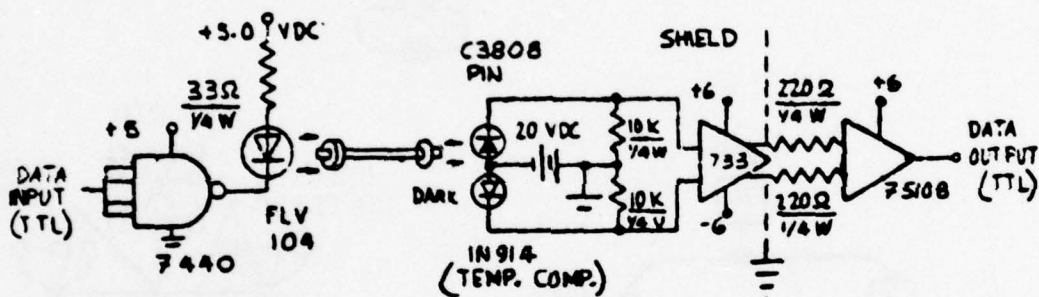 +5.0 VDC
33Ω
1/4 W
+5
DATA
INPUT
(TTL)
7440
FLV
104
C3808
PIN
20 VDC
DARK
10K
1/4 W
10K
1/4 W
IN914
(TEMP. COMP.)
SHIELD
+6
733
-6
220Ω
1/4 W
220Ω
1/4 W
+6
75108
DATA
OUTPUT
(TTL)